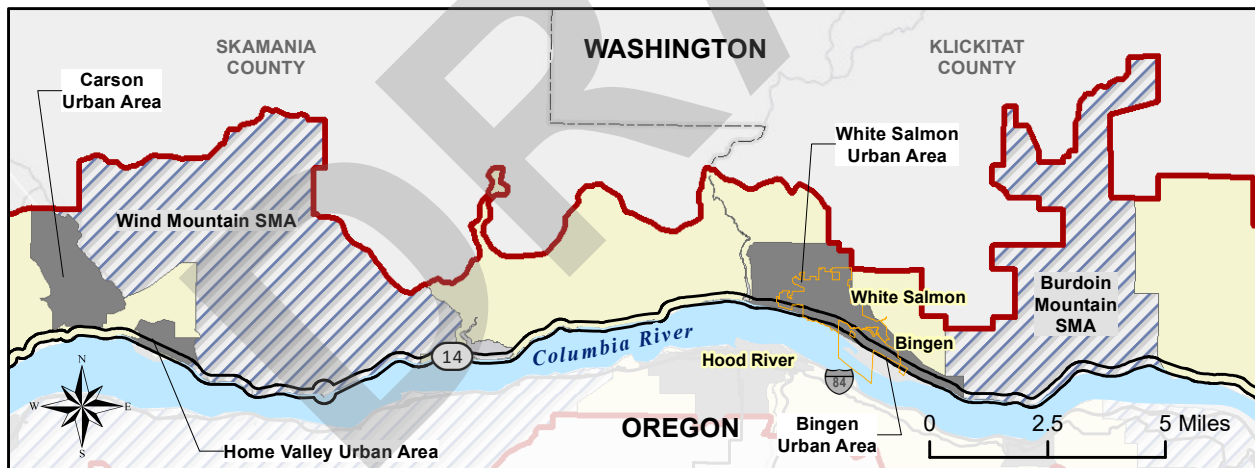 SKAMANIA
COUNTY
WASHINGTON
KLICKITAT
COUNTY
Carson
Urban Area
White Salmon
Urban Area
Wind Mountain SMA
Burdoin
Mountain
SMA
White Salmon
Bingen
14
Columbia River
Hood River
84
N
W
E
S
Home Valley Urban Area
OREGON
Bingen
Urban Area
0
2.5
5 Miles
DRA